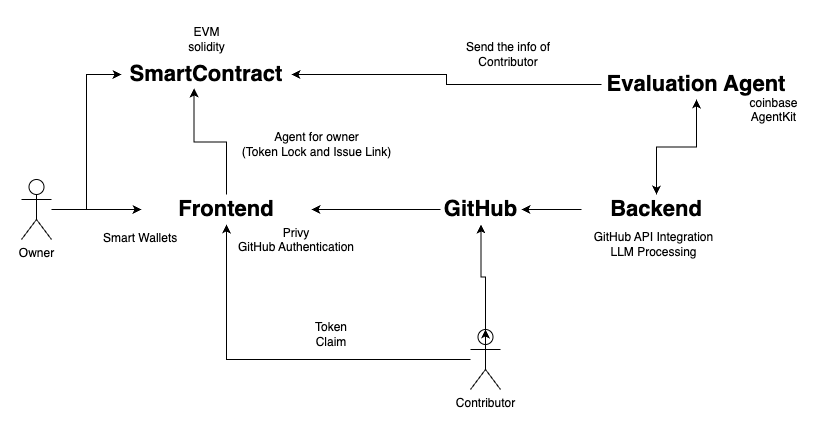 EVM
solidity
SmartContract
Send the info of
Contributor
Evaluation Agent
coinbase
AgentKit
Agent for owner
(Token Lock and Issue Link)
Owner
Smart Wallets
Frontend
Privy
GitHub Authentication
GitHub
Backend
GitHub API Integration
LLM Processing
Token
Claim
Contributor